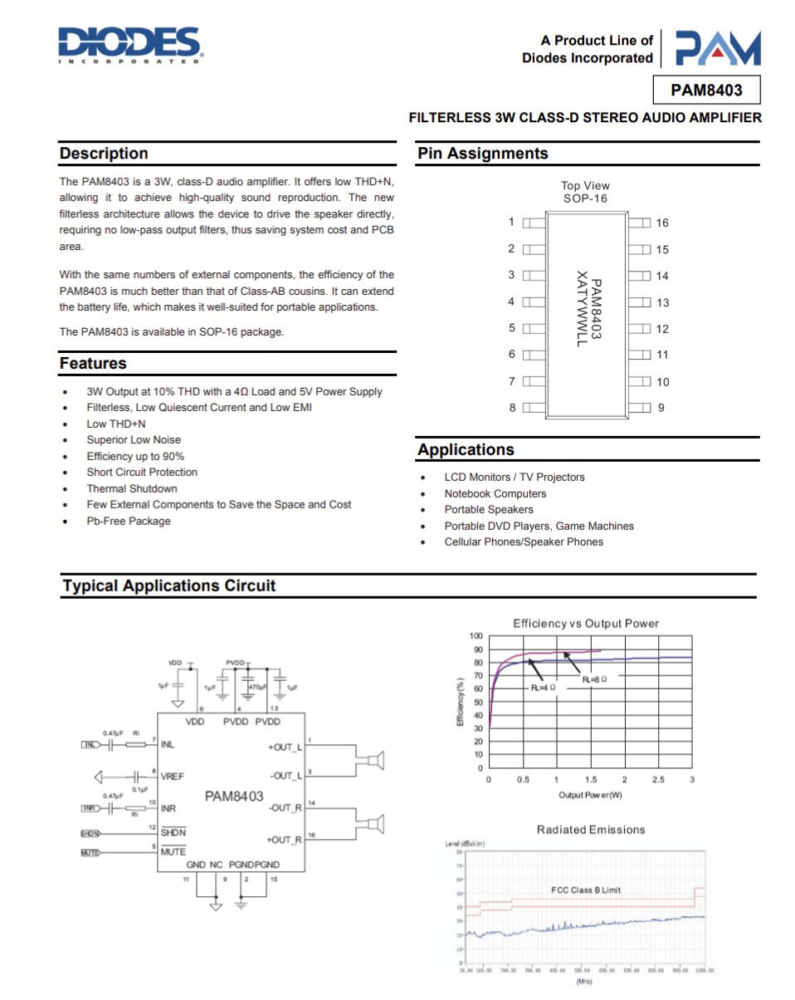 DIODES
INCORPORATED
A Product Line of
Diodes Incorporated
PAM
PAM8403
FILTERLESS 3W CLASS-D STEREO AUDIO AMPLIFIER
Description
The PAM8403 is a 3W, class-D audio amplifier. It offers low THD+N,
allowing it to achieve high-quality sound reproduction. The new
filterless architecture allows the device to drive the speaker directly,
requiring no low-pass output filters, thus saving system cost and PCB
area.
With the same numbers of external components, the efficiency of the
PAM8403 is much better than that of Class-AB cousins. It can extend
the battery life, which makes it well-suited for portable applications.
The PAM8403 is available in SOP-16 package.
Features
• 3W Output at 10% THD with a 4Ω Load and 5V Power Supply
• Filterless, Low Quiescent Current and Low EMI
• Low THD+N
• Superior Low Noise
• Efficiency up to 90%
• Short Circuit Protection
• Thermal Shutdown
• Few External Components to Save the Space and Cost
• Pb-Free Package
Pin Assignments
Top View
SOP-16
1 16
2 15
3 14
4 13
5 12
6 11
7 10
8 9
PAM8403
XATYWWLL
Applications
• LCD Monitors / TV Projectors
• Notebook Computers
• Portable Speakers
• Portable DVD Players, Game Machines
• Cellular Phones/Speaker Phones
Typical Applications Circuit
VDD PVDD
1µF 1µF 470µF 1µF
6 4 13
VDD PVDD PVDD
0.47µF Ri
INL 7 INL +OUT_L 1
8 VREF -OUT_L 3
0.1µF
0.47µF
PAM8403
INR Ri 10 INR -OUT_R 14
SHDN 12 SHDN +OUT_R 16
MUTE 5 MUTE
GND NC PGND PGND
11 9 2 15
Efficiency vs Output Power
100
90
80
70
60
50
40
30
20
10
0
Efficiency(%)
RL=4 Ω
RL=8 Ω
0 0.5 1 1.5 2 2.5 3
Output Power(W)
Radiated Emissions
Level (dBuV/m)
80
70
60
50
40
30
20
10
0
FCC Class B Limit
30.00 100.00 200.00 300.00 400.00 500.00 600.00 700.00 800.00 900.00 1000.00
(MHz)